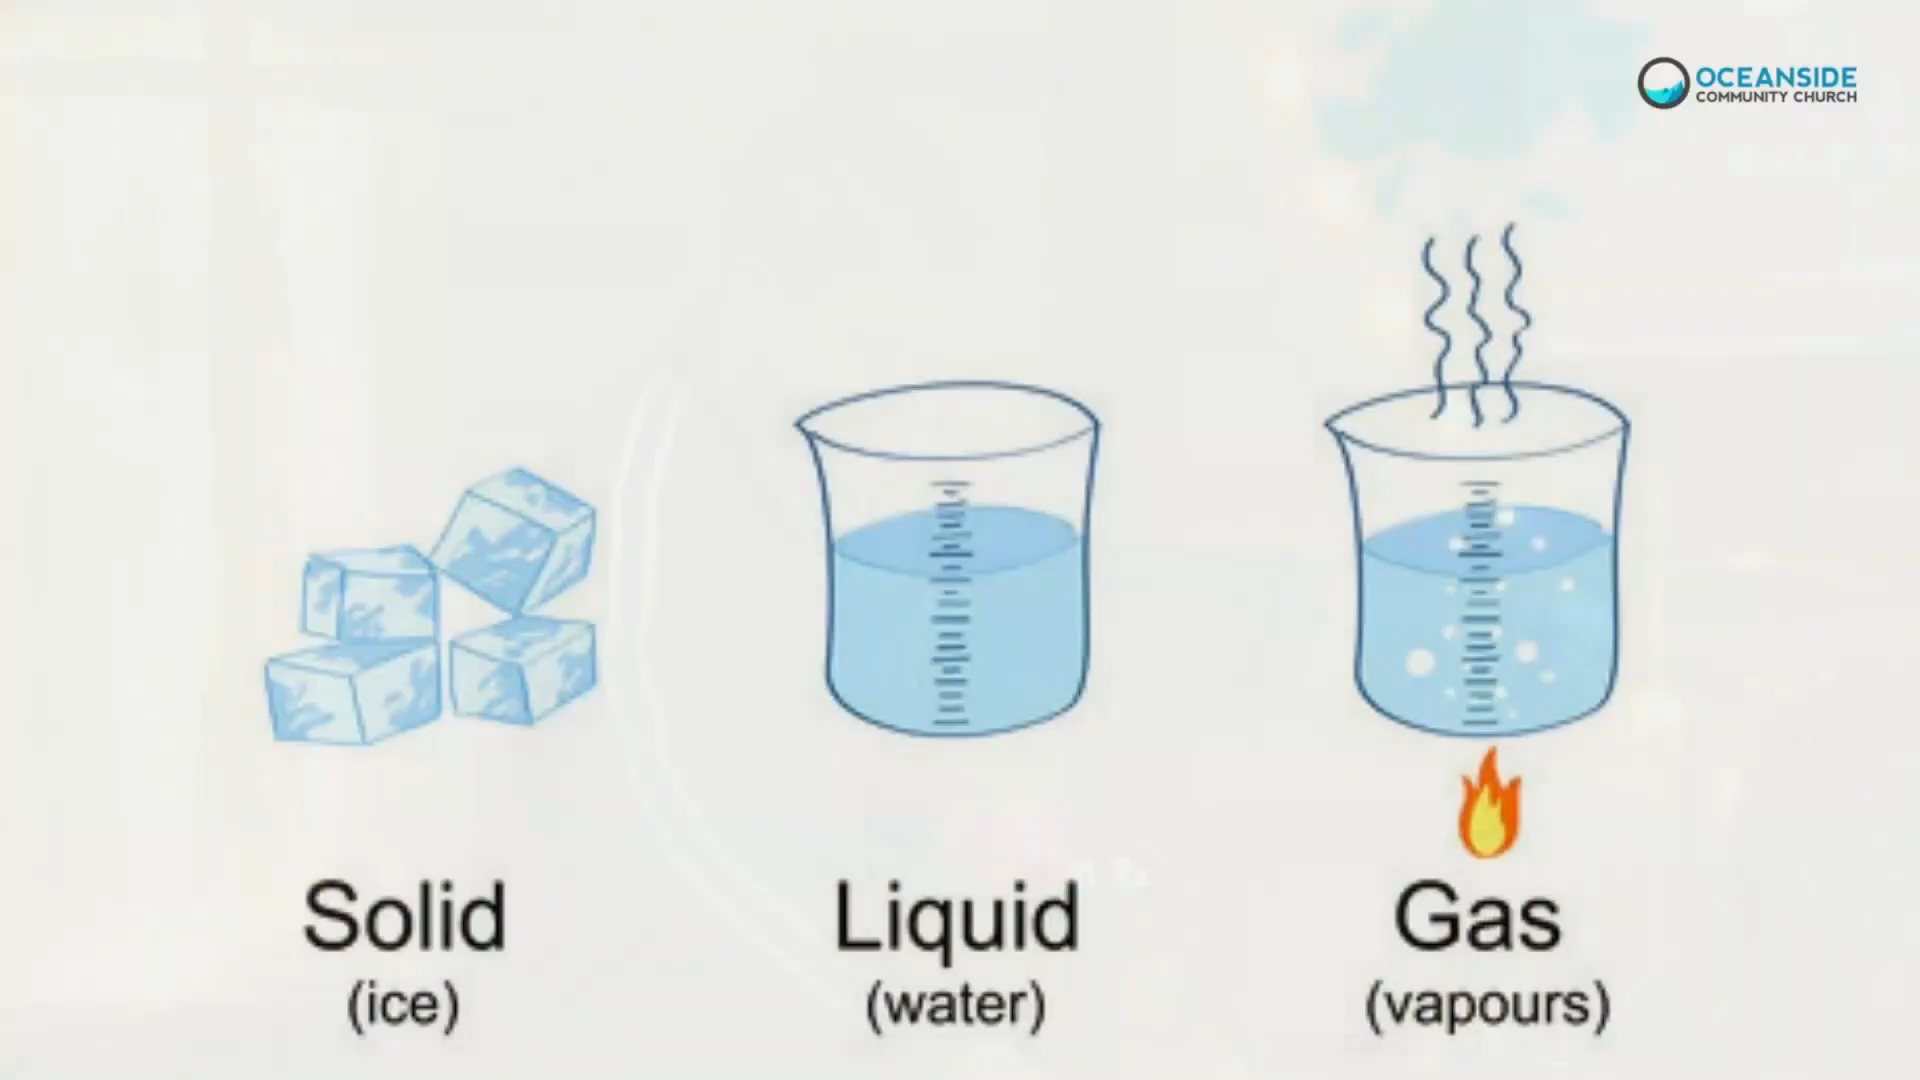 OCEANSIDE
COMMUNITY CHURCH
Solid
(ice)
Liquid
(water)
Gas
(vapours)